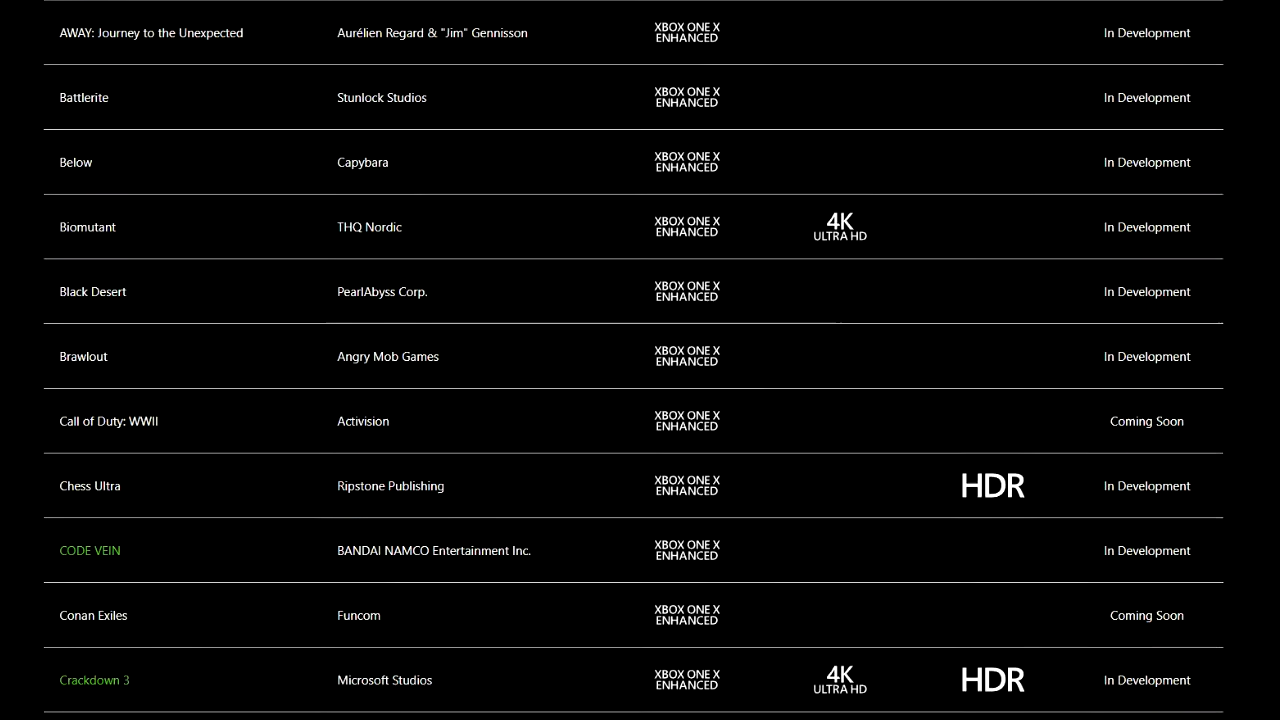 AWAY: Journey to the Unexpected Aurélien Regard & "Jim" Gennisson XBOX ONE X ENHANCED In Development
Battlerite Stunlock Studios XBOX ONE X ENHANCED In Development
Below Capybara XBOX ONE X ENHANCED In Development
Biomutant THQ Nordic XBOX ONE X ENHANCED 4K ULTRA HD In Development
Black Desert PearlAbyss Corp. XBOX ONE X ENHANCED In Development
Brawlout Angry Mob Games XBOX ONE X ENHANCED In Development
Call of Duty: WWII Activision XBOX ONE X ENHANCED Coming Soon
Chess Ultra Ripstone Publishing XBOX ONE X ENHANCED HDR In Development
CODE VEIN BANDAI NAMCO Entertainment Inc. XBOX ONE X ENHANCED In Development
Conan Exiles Funcom XBOX ONE X ENHANCED Coming Soon
Crackdown 3 Microsoft Studios XBOX ONE X ENHANCED 4K ULTRA HD HDR In Development